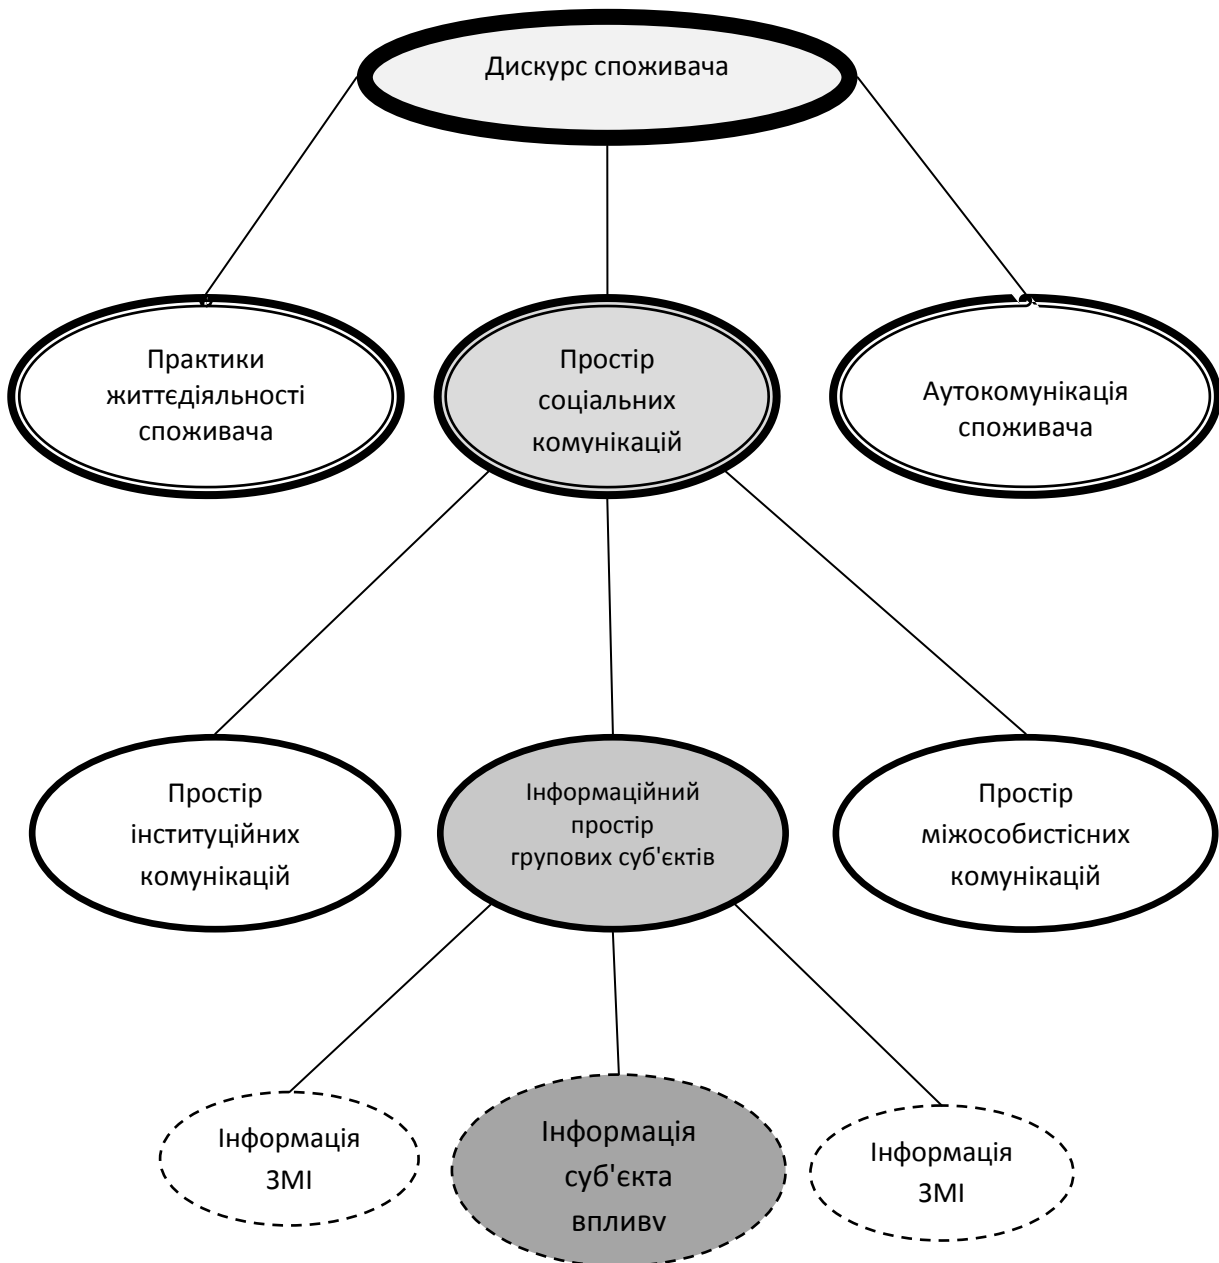 Дискурс споживача
Практики
життєдіяльності
споживача
Простір
соціальних
комунікацій
Аутокомунікація
споживача
Простір
інституційних
комунікацій
Інформаційний
простір
групових суб'єктів
Простір
міжособистісних
комунікацій
Інформація
ЗМІ
Інформація
суб'єкта
впливу
Інформація
ЗМІ